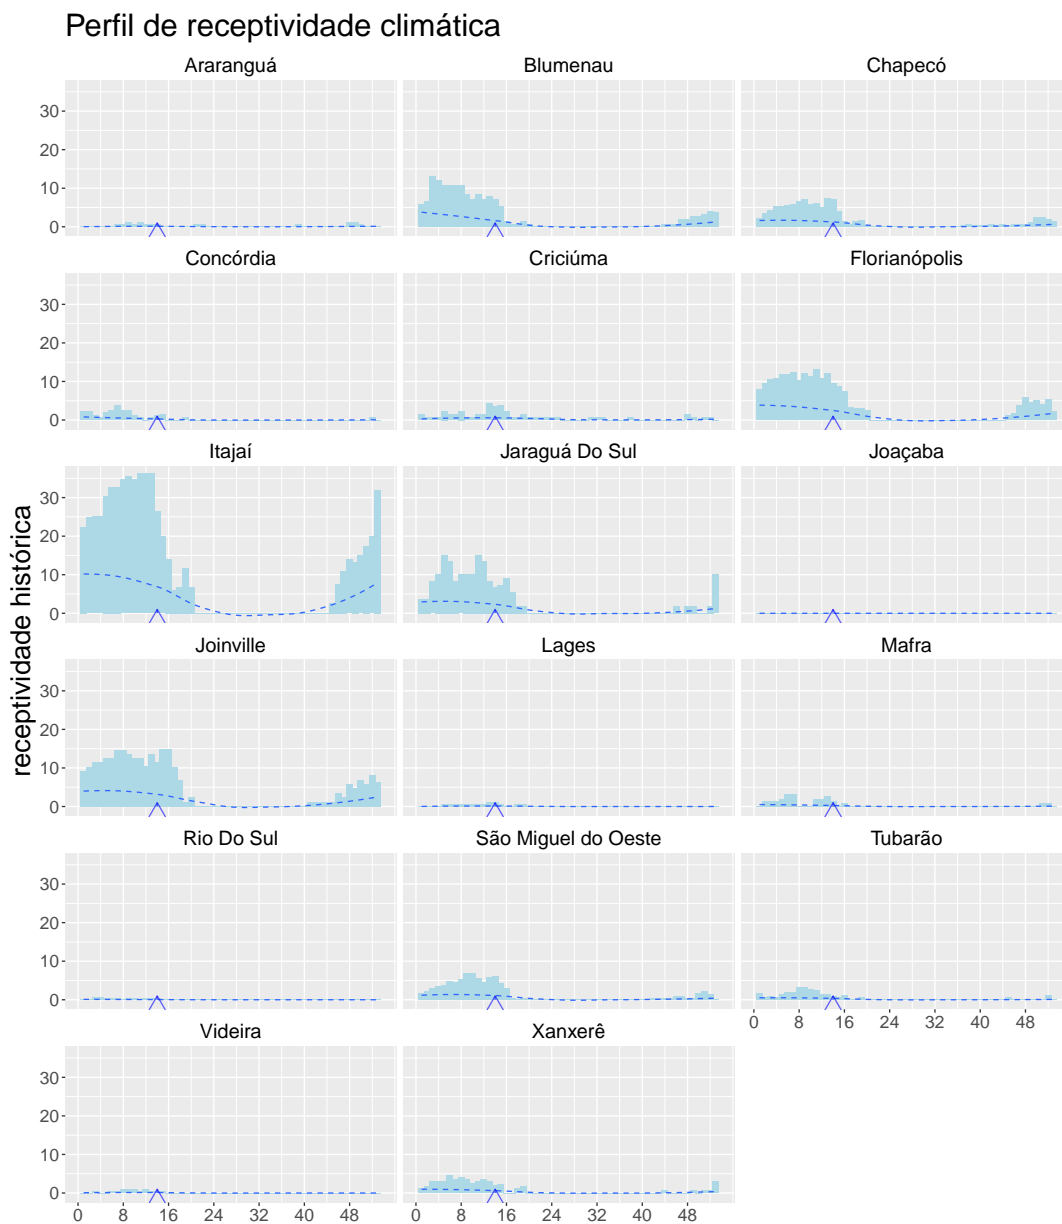 Perfil de receptividade climática
Araranguá
Blumenau
Chapecó
30
20
10
0
Concórdia
Criciúma
Florianópolis
30
20
10
0
Itajaí
Jaraguá Do Sul
Joaçaba
30
20
10
0
receptividade histórica
Joinville
Lages
Mafra
30
20
10
0
Rio Do Sul
São Miguel do Oeste
Tubarão
30
20
10
0
0 8 16 24 32 40 48
Videira
Xanxerê
30
20
10
0
0 8 16 24 32 40 48
0 8 16 24 32 40 48